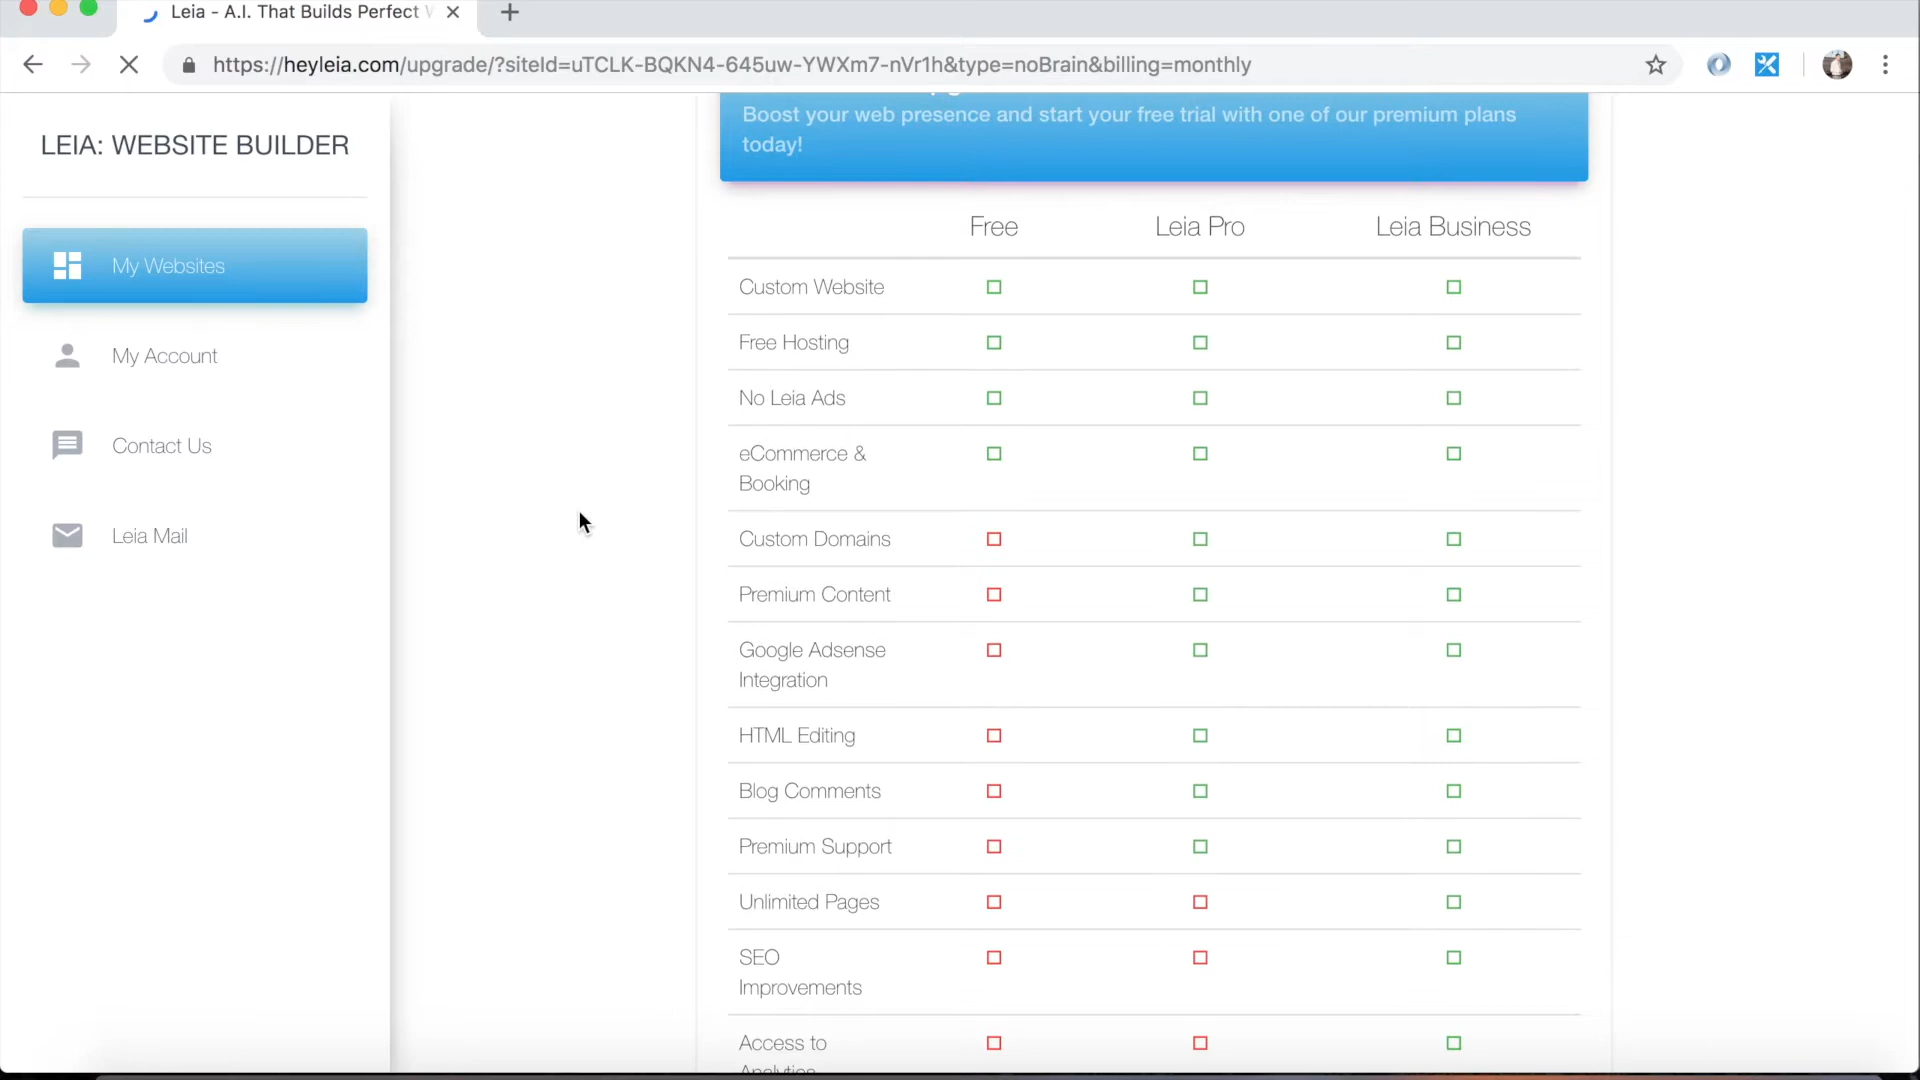 Leia - A.I. That Builds Perfect
https://heyleia.com/upgrade/?siteId=uTCLK-BQKN4-645uw-YWXm7-nVr1h&type=noBrain&billing=monthly
LEIA: WEBSITE BUILDER
My Websites
My Account
Contact Us
Leia Mail
Boost your web presence and start your free trial with one of our premium plans
today!
Free Leia Pro Leia Business
Custom Website
Free Hosting
No Leia Ads
eCommerce &
Booking
Custom Domains
Premium Content
Google Adsense
Integration
HTML Editing
Blog Comments
Premium Support
Unlimited Pages
SEO
Improvements
Access to
Analytics